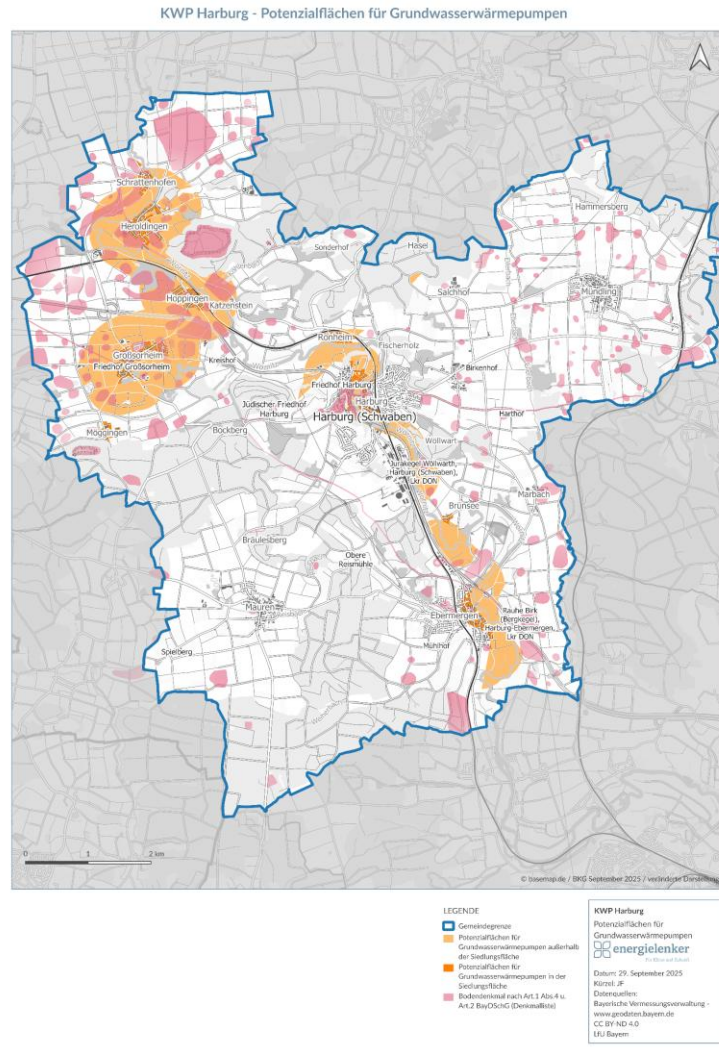 KWP Harburg - Potenzialflächen für Grundwasserwärmepumpen
Schrattenhofen
Heroldingen
Hammersberg
Sonderhof
Hasel
Salchhof
Mündling
Hoppingen
Katzenstein
Ronheim
Fischerholz
Großsorheim
Friedhof Großsorheim
Kreishof
Friedhof Harburg
Birkenhof
Harburg
Jüdischer Friedhof
Harburg
Harburg (Schwaben)
Harthof
Möggingen
Bockberg
Wöllwart
Jurakegel Wöllwarth,
Harburg (Schwaben),
Lkr DON
Marbach
Brünsee
Bräulesberg
Obere
Reismühle
Mauren
Ebermergen
Rauhe Birk
(Bergkegel),
Harburg-Ebermergen,
Lkr DON
Mühlhof
Spielberg
0 1 2 km
© basemap.de / BKG September 2025 / veränderte Darstellung
LEGENDE
Gemeindegrenze
Potenzialflächen für
Grundwasserwärmepumpen außerhalb
der Siedlungsfläche
Potenzialflächen für
Grundwasserwärmepumpen in der
Siedlungsfläche
Bodendenkmal nach Art.1 Abs.4 u.
Art.2 BayDSchG (Denkmalliste)
KWP Harburg
Potenzialflächen für
Grundwasserwärmepumpen
energielenker
Datum: 29. September 2025
Kürzel: JF
Datenquellen:
Bayerische Vermessungsverwaltung -
www.geodaten.bayern.de
CC BY-ND 4.0
LfU Bayern